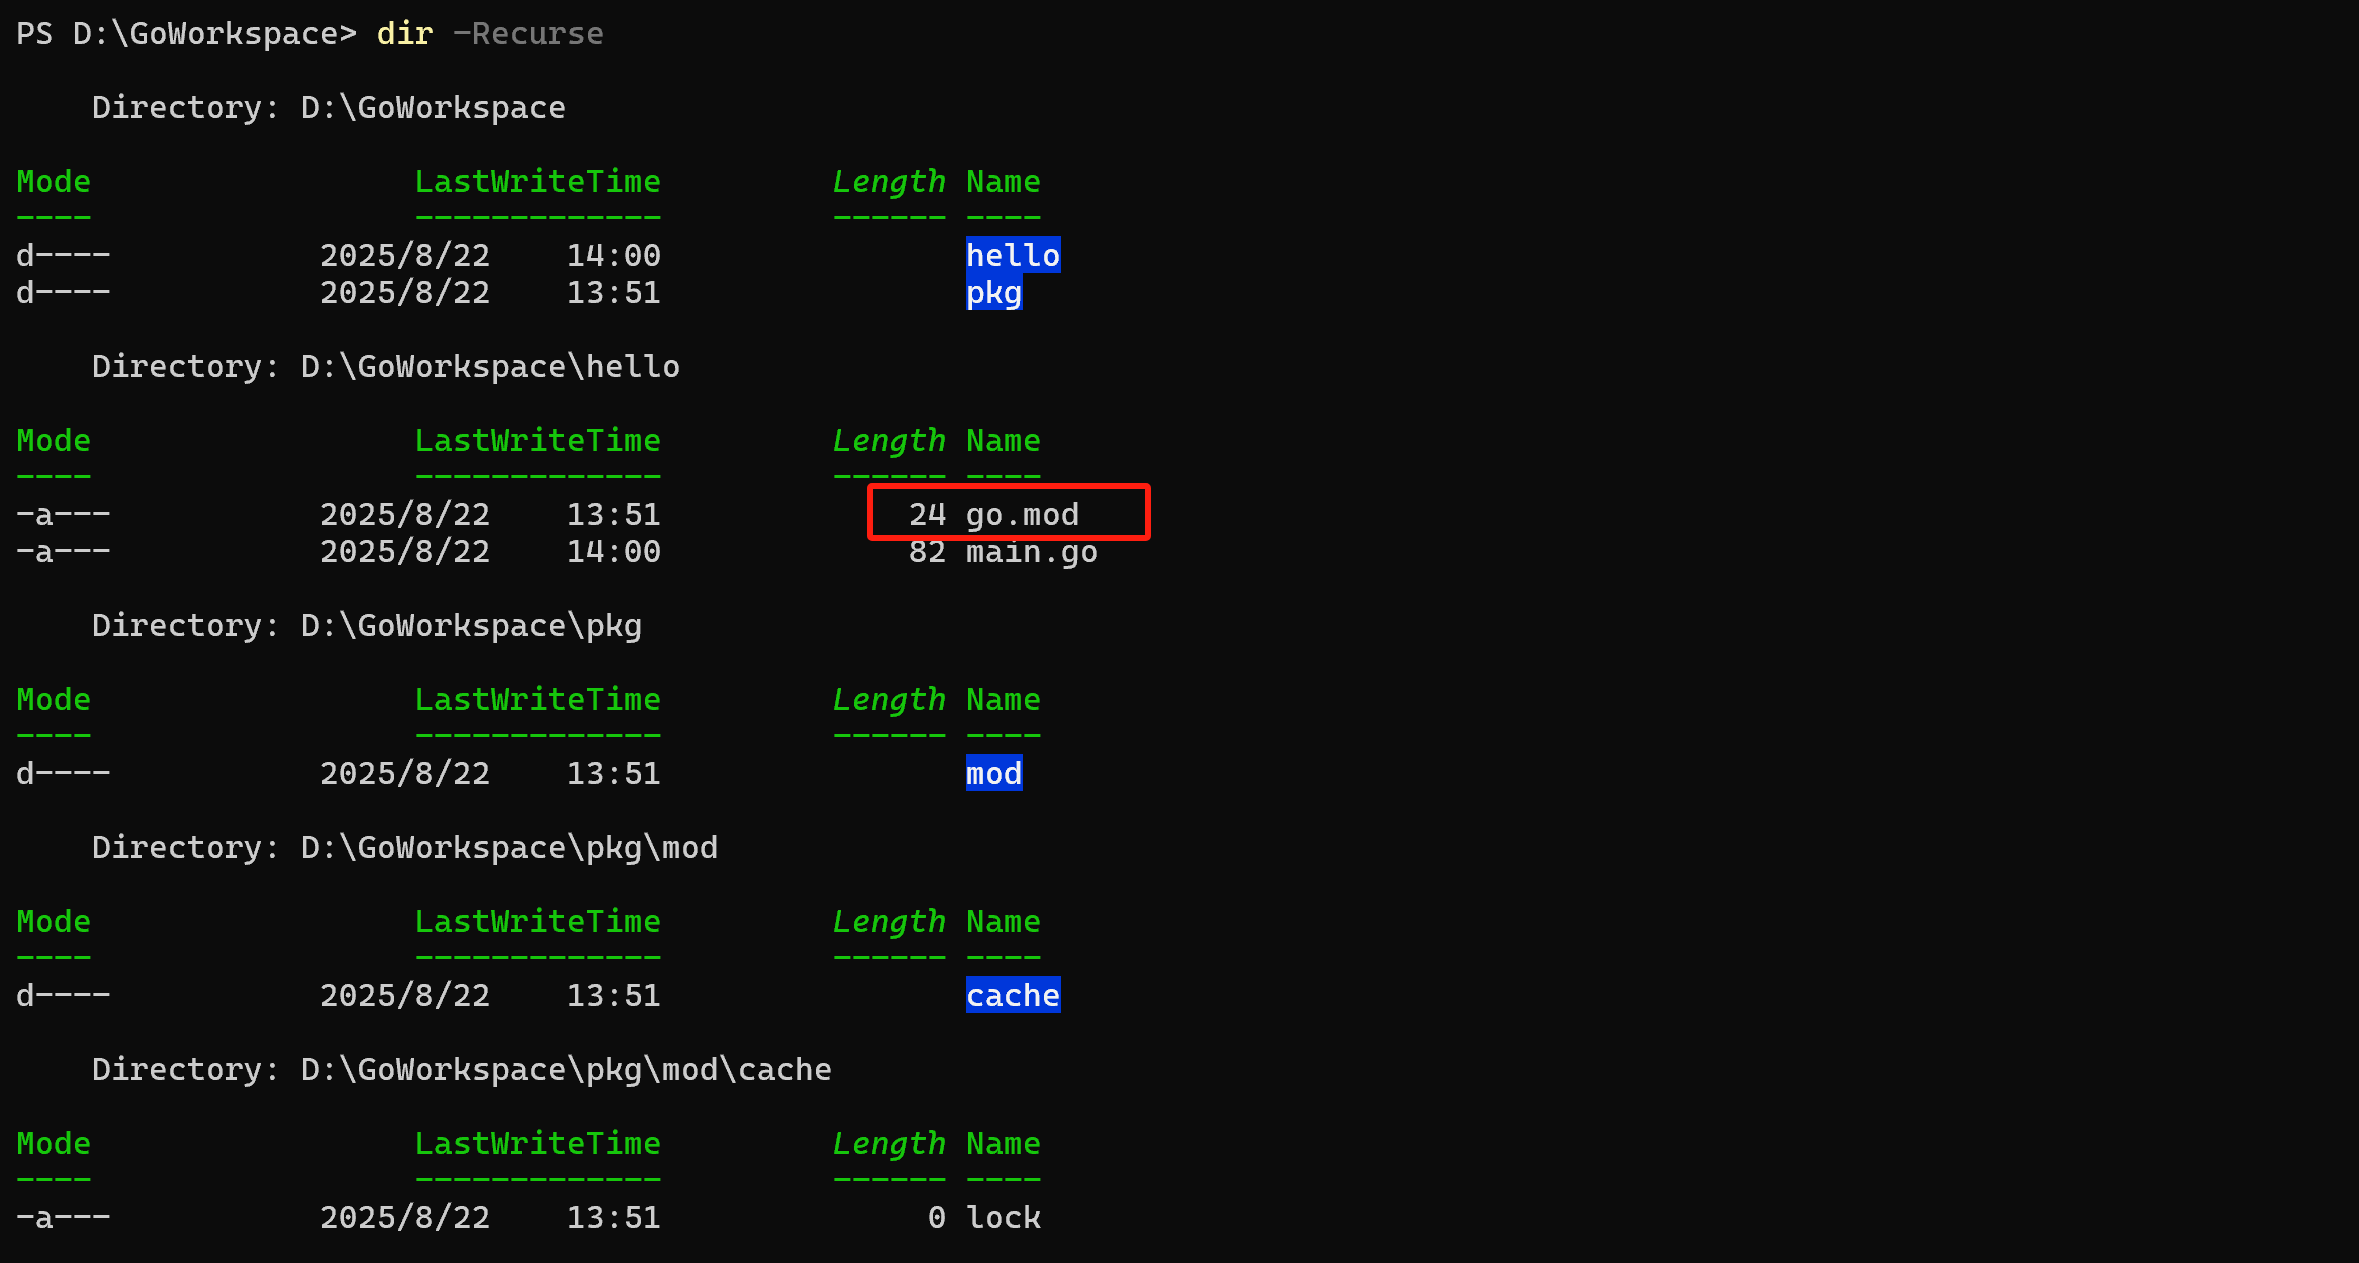 PS D:\GoWorkspace> dir -Recurse
Directory: D:\GoWorkspace
Mode LastWriteTime Length Name
---- ------------- ------ ----
d---- 2025/8/22 14:00 hello
d---- 2025/8/22 13:51 pkg
Directory: D:\GoWorkspace\hello
Mode LastWriteTime Length Name
---- ------------- ------ ----
-a--- 2025/8/22 13:51 24 go.mod
-a--- 2025/8/22 14:00 82 main.go
Directory: D:\GoWorkspace\pkg
Mode LastWriteTime Length Name
---- ------------- ------ ----
d---- 2025/8/22 13:51 mod
Directory: D:\GoWorkspace\pkg\mod
Mode LastWriteTime Length Name
---- ------------- ------ ----
d---- 2025/8/22 13:51 cache
Directory: D:\GoWorkspace\pkg\mod\cache
Mode LastWriteTime Length Name
---- ------------- ------ ----
-a--- 2025/8/22 13:51 0 lock